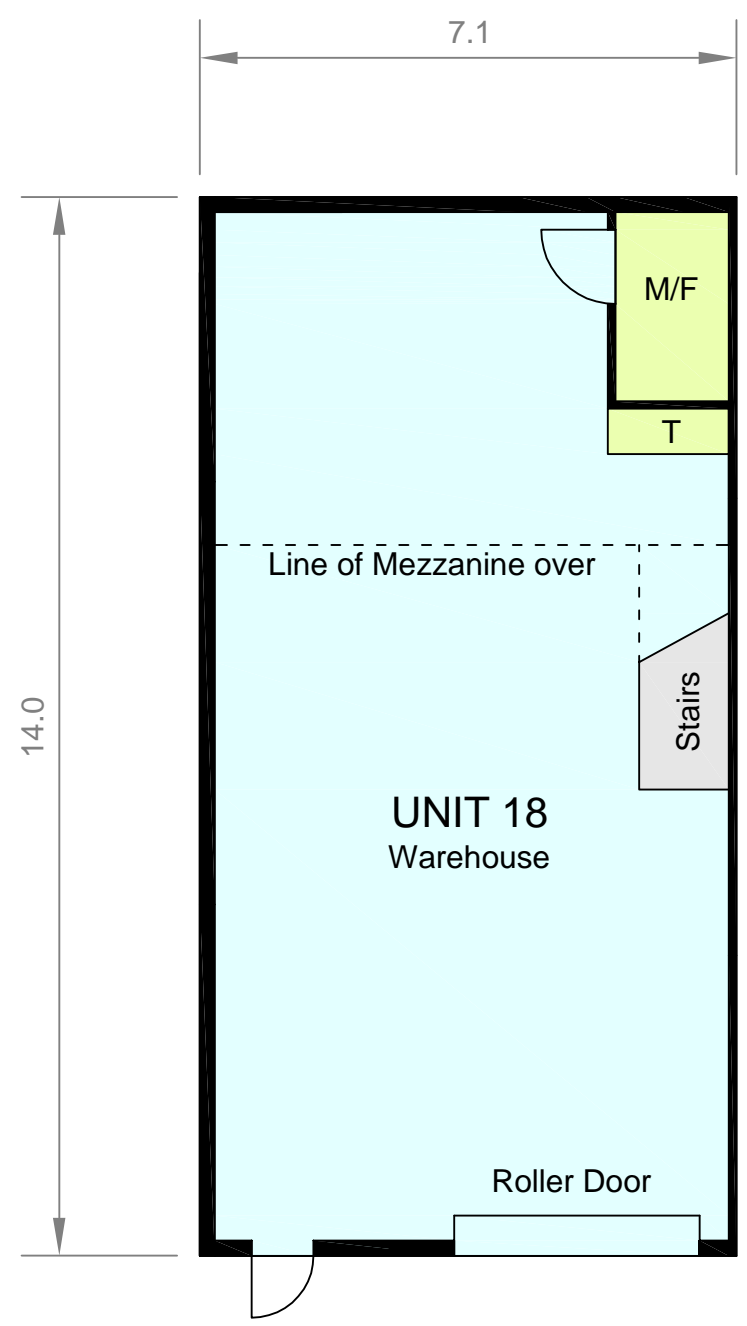 7.1
M/F
T
Line of Mezzanine over
Stairs
14.0
UNIT 18
Warehouse
Roller Door